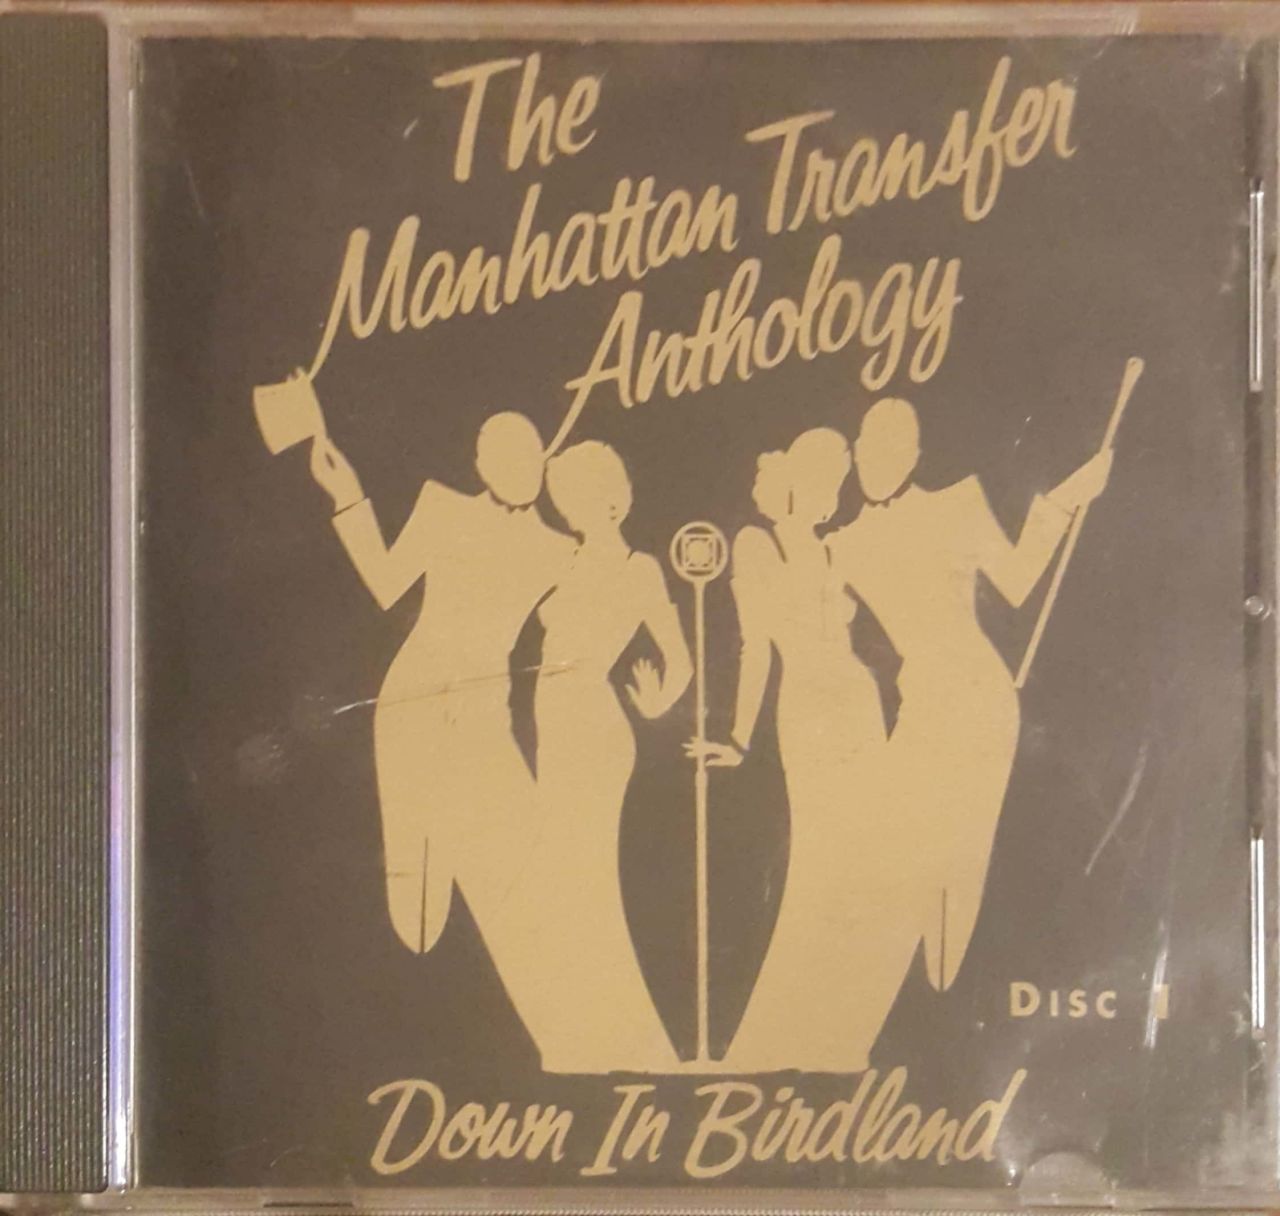 The
Manhattan Transfer
Anthology
Disc 1
Down In Birdland